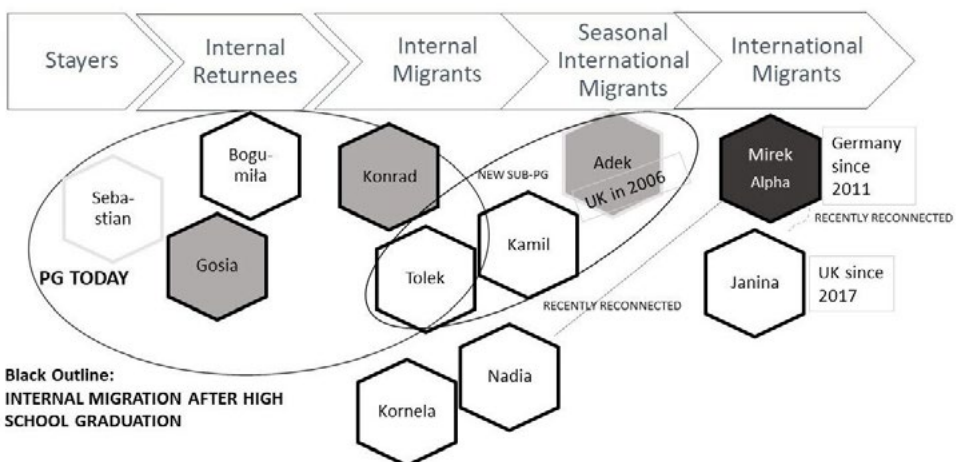 Stayers
Internal
Returnees
Internal
Migrants
Seasonal
International
Migrants
International
Migrants
Seba-
stian
Bogu-
miła
Gosia
PG TODAY
Konrad
Tolek
NEW SUB-PG
Kamil
Adek
UK in 2006
Mirek
Alpha
Germany
since
2011
RECENTLY RECONNECTED
Janina
UK since
2017
RECENTLY RECONNECTED
Nadia
Kornela
Black Outline:
INTERNAL MIGRATION AFTER HIGH
SCHOOL GRADUATION